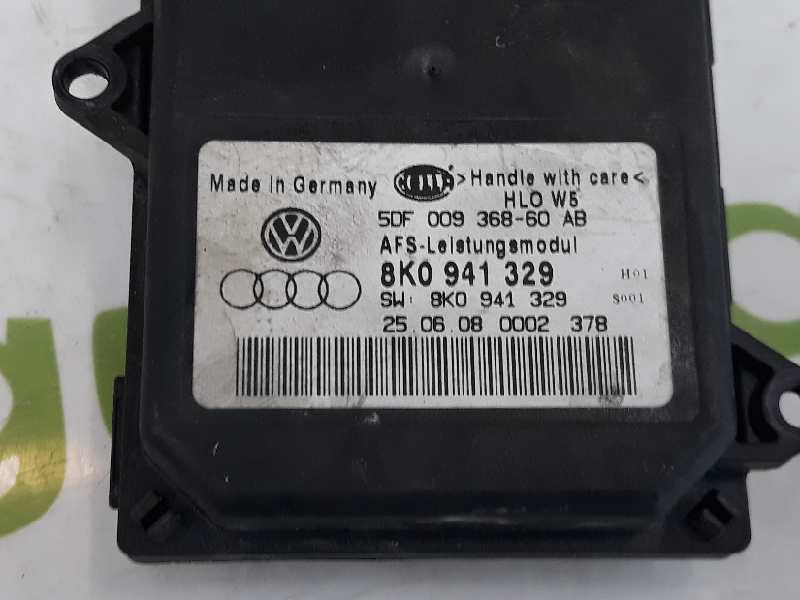 Made in Germany HELLA >Handle with care<
HLO W5
5DF 009 368-60 AB
AFS-Leistungsmodul
8K0 941 329 H01
SW: 8K0 941 329 S001
25.06.08 0002 378